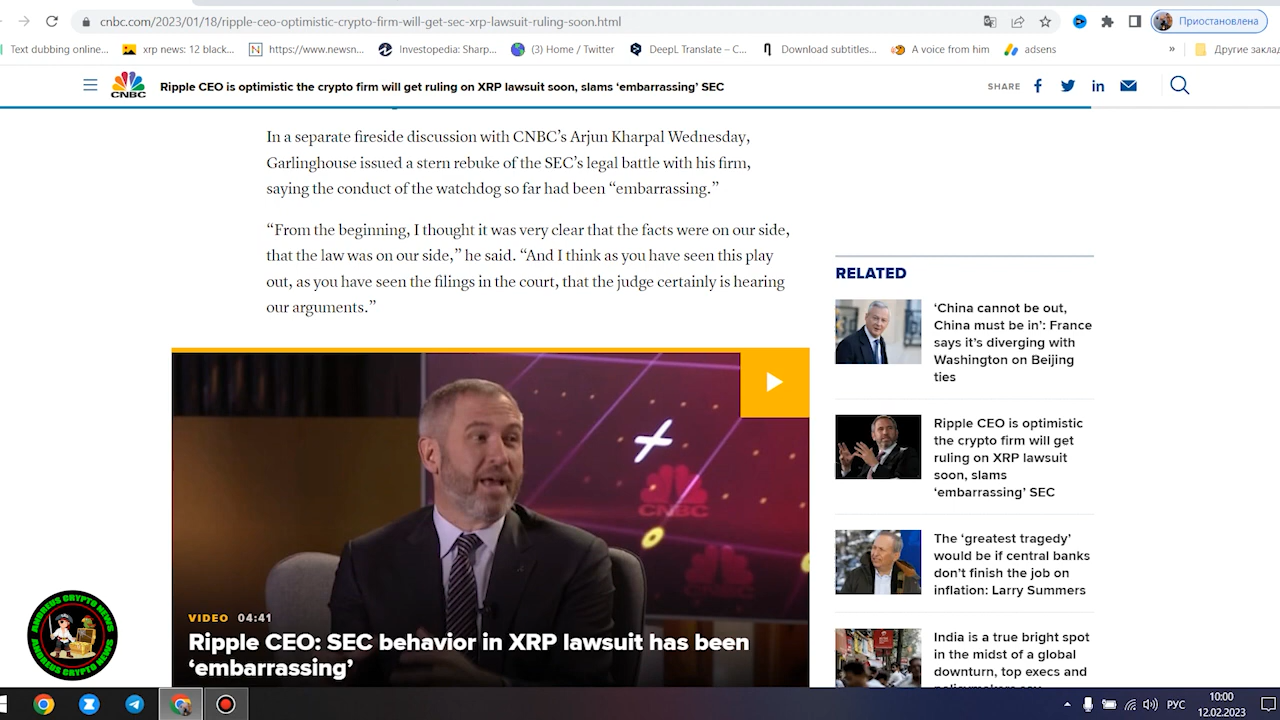 cnbc.com/2023/01/18/ripple-ceo-optimistic-crypto-firm-will-get-sec-xrp-lawsuit-ruling-soon.html
Приостановлена
Text dubbing online...
xrp news: 12 black...
https://www.newsn...
Investopedia: Sharp...
(3) Home / Twitter
DeepL Translate – C...
Download subtitles...
A voice from him
adsens
»
Другие заклад
CNBC
Ripple CEO is optimistic the crypto firm will get ruling on XRP lawsuit soon, slams ‘embarrassing’ SEC
SHARE
In a separate fireside discussion with CNBC’s Arjun Kharpal Wednesday,
Garlinghouse issued a stern rebuke of the SEC’s legal battle with his firm,
saying the conduct of the watchdog so far had been “embarrassing.”
“From the beginning, I thought it was very clear that the facts were on our side,
that the law was on our side,” he said. “And I think as you have seen this play
out, as you have seen the filings in the court, that the judge certainly is hearing
our arguments.”
CNBC
VIDEO 04:41
Ripple CEO: SEC behavior in XRP lawsuit has been
‘embarrassing’
RELATED
‘China cannot be out,
China must be in’: France
says it’s diverging with
Washington on Beijing
ties
Ripple CEO is optimistic
the crypto firm will get
ruling on XRP lawsuit
soon, slams
‘embarrassing’ SEC
The ‘greatest tragedy’
would be if central banks
don’t finish the job on
inflation: Larry Summers
India is a true bright spot
in the midst of a global
downturn, top execs and
ANDREUS CRYPTO NEWS
ANDREUS CRYPTO NEWS
РУС
10:00
12.02.2023